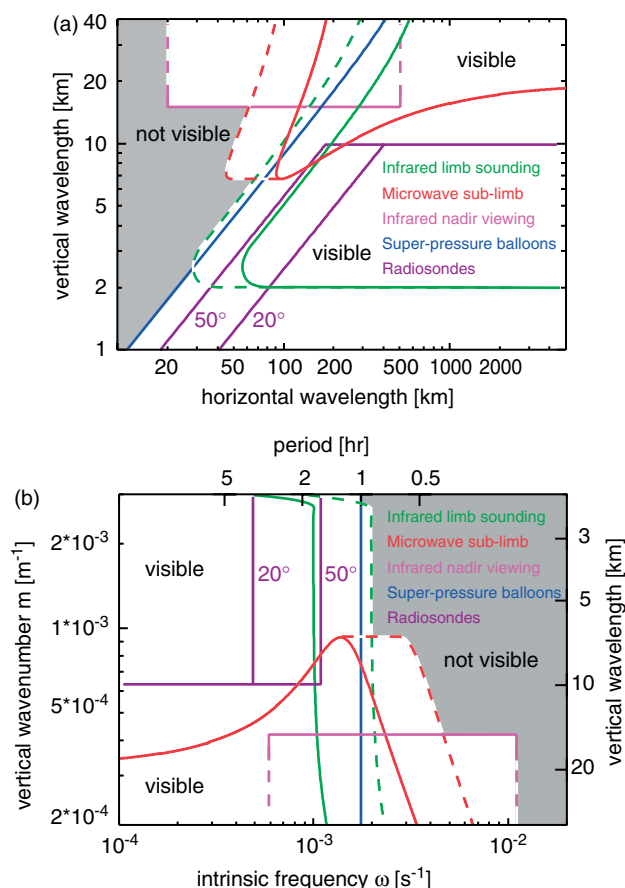 (a)
40
20
10
5
2
1
vertical wavelength [km]
visible
not visible
Infrared limb sounding
Microwave sub-limb
Infrared nadir viewing
Super-pressure balloons
Radiosondes
visible
50° 20°
20 50 100 200 500 1000 2000
horizontal wavelength [km]
period [hr]
5 2 1 0.5
(b)
2*10⁻³
1*10⁻³
5*10⁻⁴
2*10⁻⁴
vertical wavenumber m [m⁻¹]
visible
20° 50°
Infrared limb sounding
Microwave sub-limb
Infrared nadir viewing
Super-pressure balloons
Radiosondes
not visible
visible
3
5
10
20
vertical wavelength [km]
10⁻⁴ 10⁻³ 10⁻²
intrinsic frequency ω [s⁻¹]